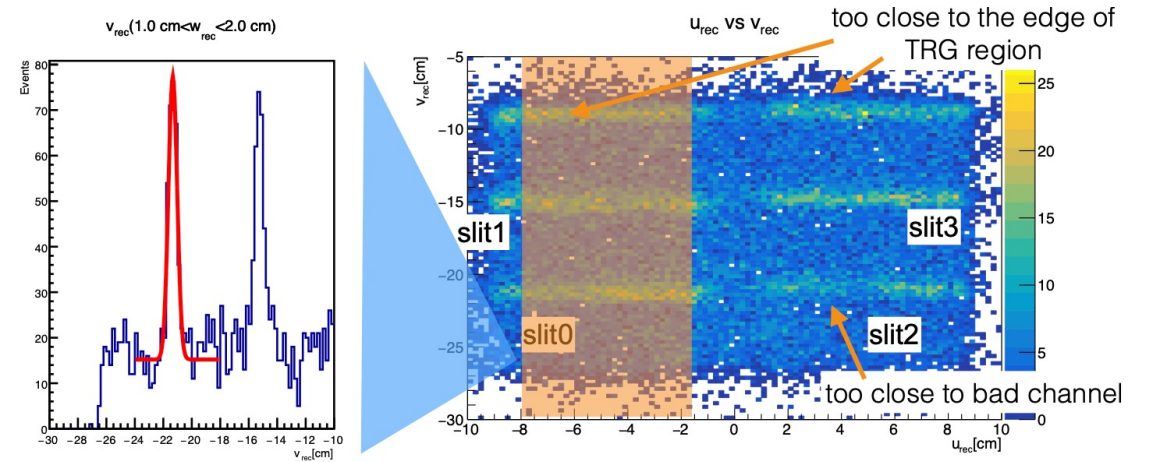 v_rec(1.0 cm<w_rec<2.0 cm)
Events
80
70
60
50
40
30
20
10
0
−30 −28 −26 −24 −22 −20 −18 −16 −14 −12 −10
v_rec[cm]
u_rec vs v_rec
too close to the edge of
TRG region
v_rec[cm]
−5
−10
−15
−20
−25
−30
slit1
slit3
slit0
slit2
too close to bad channel
−10 −8 −6 −4 −2 0 2 4 6 8 10
u_rec[cm]
25
20
15
10
5
0